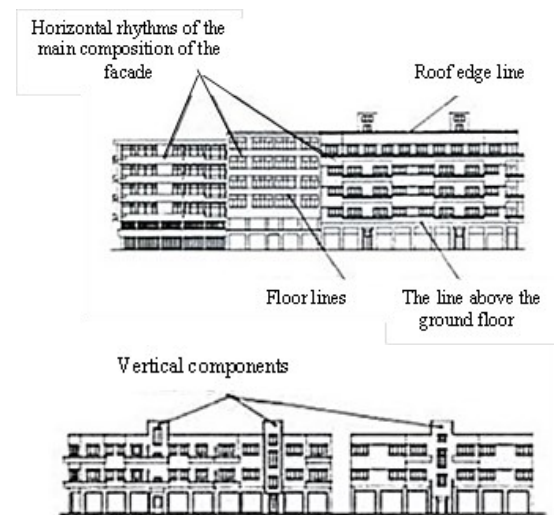 Horizontal rhythms of the
main composition of the
facade
Roof edge line
Floor lines
The line above the
ground floor
Vertical components